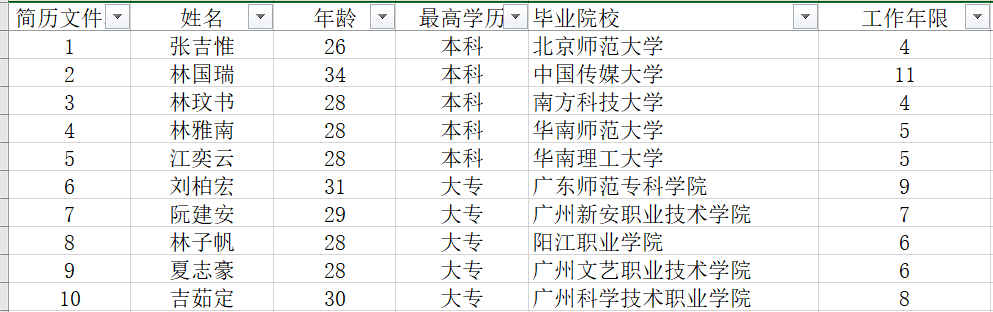 简历文件 姓名 年龄 最高学历 毕业院校 工作年限
1 张吉惟 26 本科 北京师范大学 4
2 林国瑞 34 本科 中国传媒大学 11
3 林玟书 28 本科 南方科技大学 4
4 林雅南 28 本科 华南师范大学 5
5 江奕云 28 本科 华南理工大学 5
6 刘柏宏 31 大专 广东师范专科学院 9
7 阮建安 29 大专 广州新安职业技术学院 7
8 林子帆 28 大专 阳江职业学院 6
9 夏志豪 28 大专 广州文艺职业技术学院 6
10 吉茹定 30 大专 广州科学技术职业学院 8